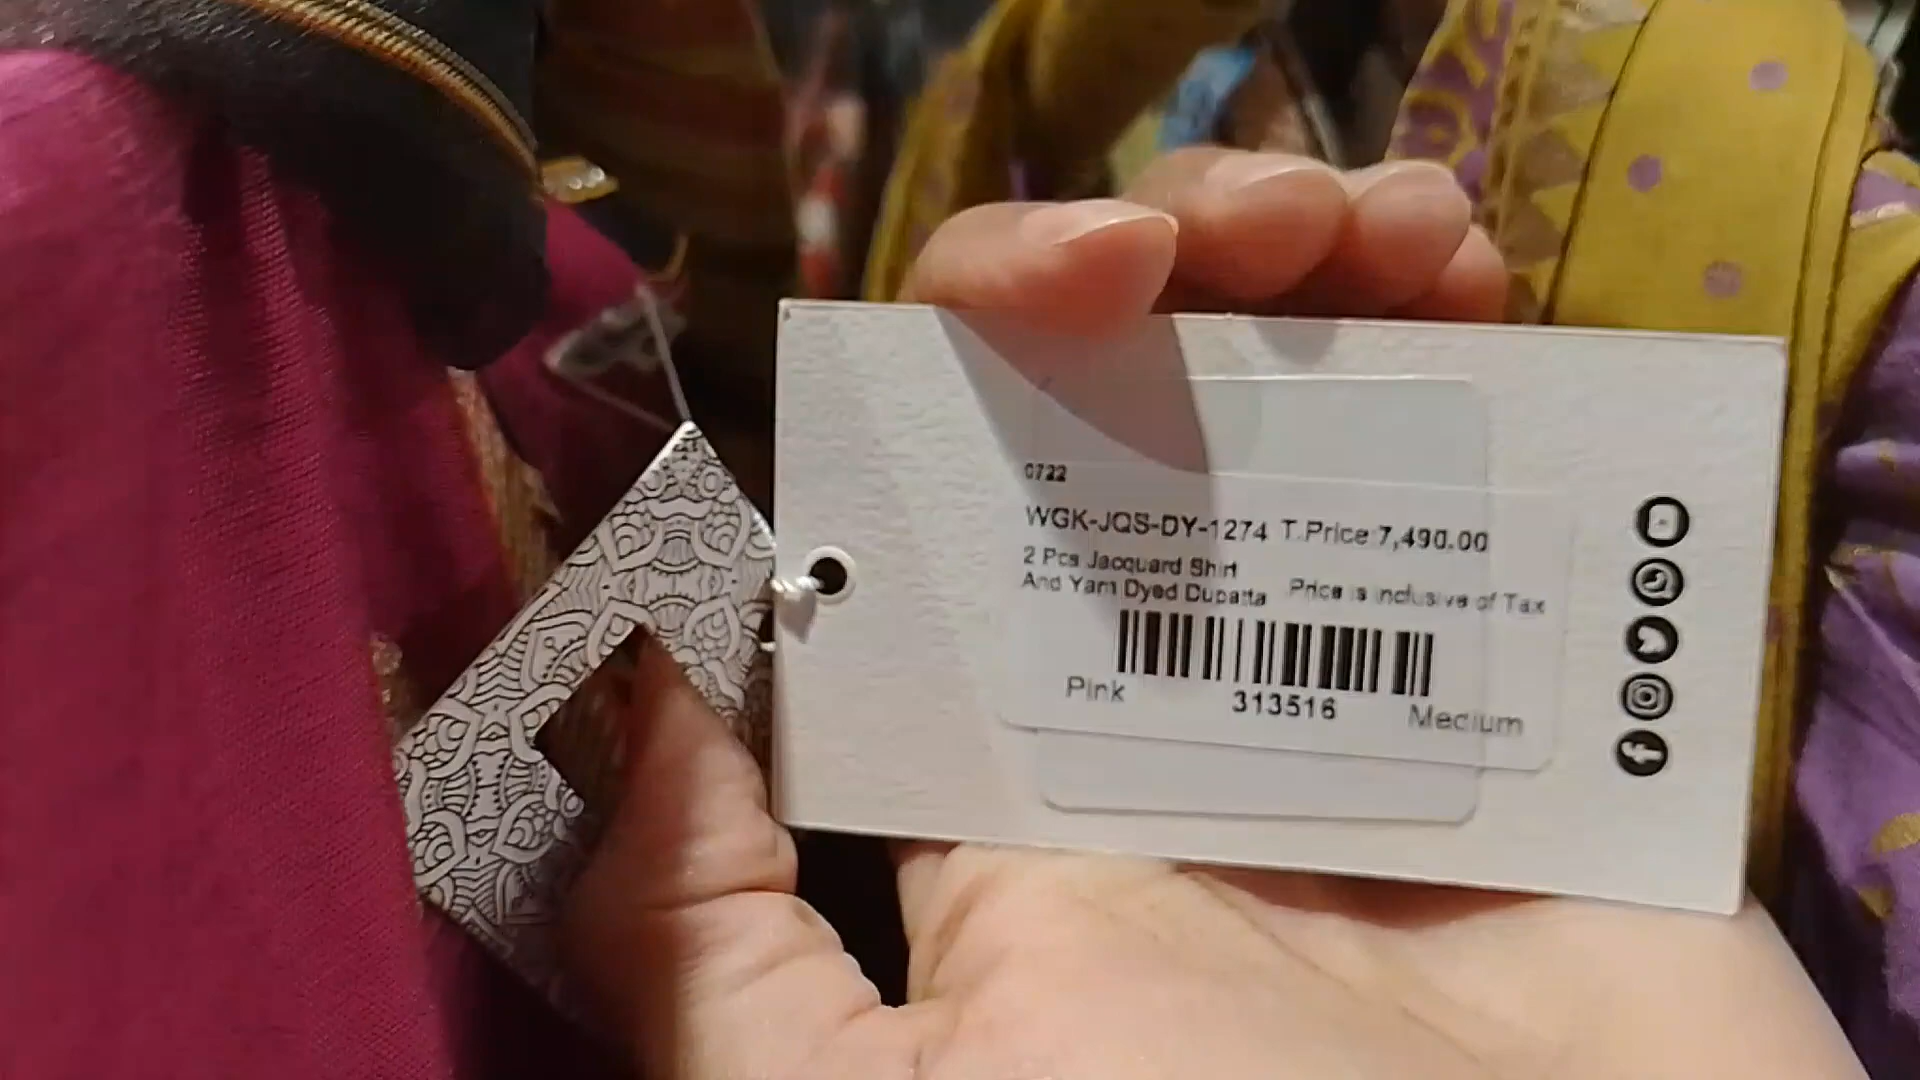 0722
WGK-JQS-DY-1274 T.Price:7,490.00
2 Pcs Jacquard Shirt
And Yarn Dyed Dupatta Price is inclusive of Tax
Pink 313516 Medium